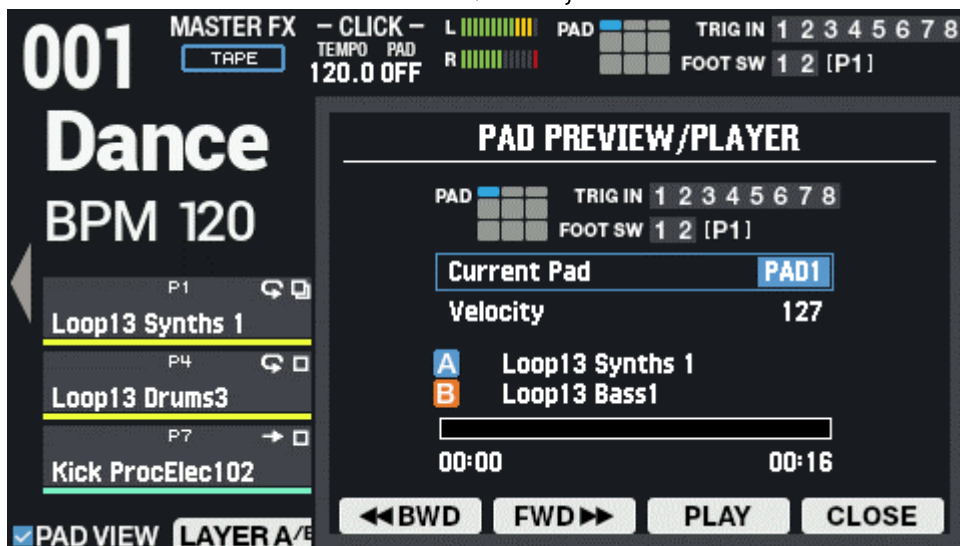 001
MASTER FX
TAPE
– CLICK –
TEMPO PAD
120.0 OFF
L
R
PAD
TRIG IN 1 2 3 4 5 6 7 8
FOOT SW 1 2 [P1]
Dance
BPM 120
P1
Loop13 Synths 1
P4
Loop13 Drums3
P7
Kick ProcElec102
PAD VIEW
LAYER A/B
PAD PREVIEW/PLAYER
PAD
TRIG IN 1 2 3 4 5 6 7 8
FOOT SW 1 2 [P1]
Current Pad PAD1
Velocity 127
A Loop13 Synths 1
B Loop13 Bass1
00:00 00:16
◀◀BWD FWD▶▶ PLAY CLOSE